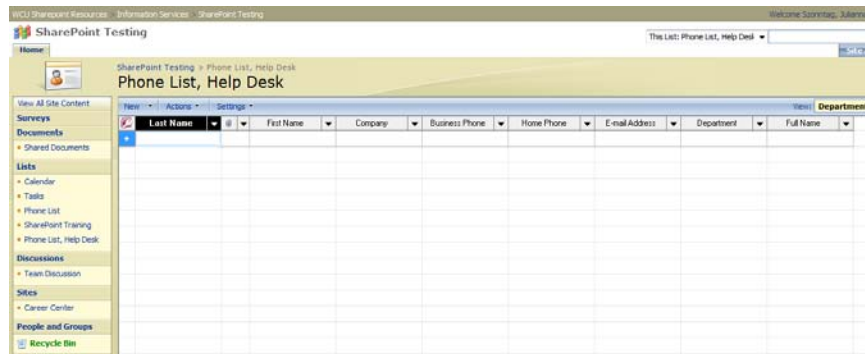 WCU Sharepoint Resources > Information Services > SharePoint Testing
Welcome Szonntag, Julianna
SharePoint Testing
This List: Phone List, Help Desk
Home
Site
SharePoint Testing > Phone List, Help Desk
Phone List, Help Desk
View All Site Content
New Actions Settings
View: Departmen
Surveys
Last Name First Name Company Business Phone Home Phone E-mail Address Department Full Name
Documents
Shared Documents
Lists
Calendar
Tasks
Phone List
SharePoint Training
Phone List, Help Desk
Discussions
Team Discussion
Sites
Career Center
People and Groups
Recycle Bin